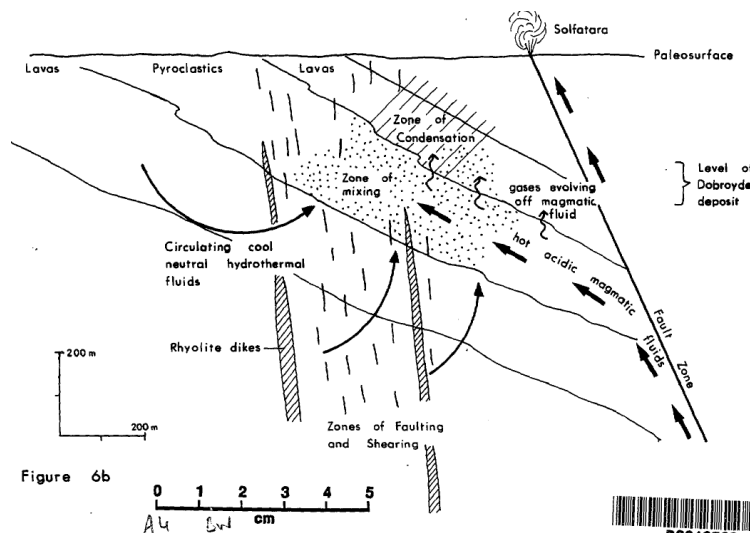 Solfatara
Paleosurface
Lavas
Pyroclastics
Lavas
Zone of
Condensation
Zone of
mixing
gases evolving
off magmatic
fluid
Level of
Dobroyde
deposit
hot acidic magmatic
fluids
Circulating cool
neutral hydrothermal
fluids
Rhyolite dikes
Fault
Zone
200 m
200 m
Zones of Faulting
and Shearing
Figure 6b
0 1 2 3 4 5
cm
A4 BW